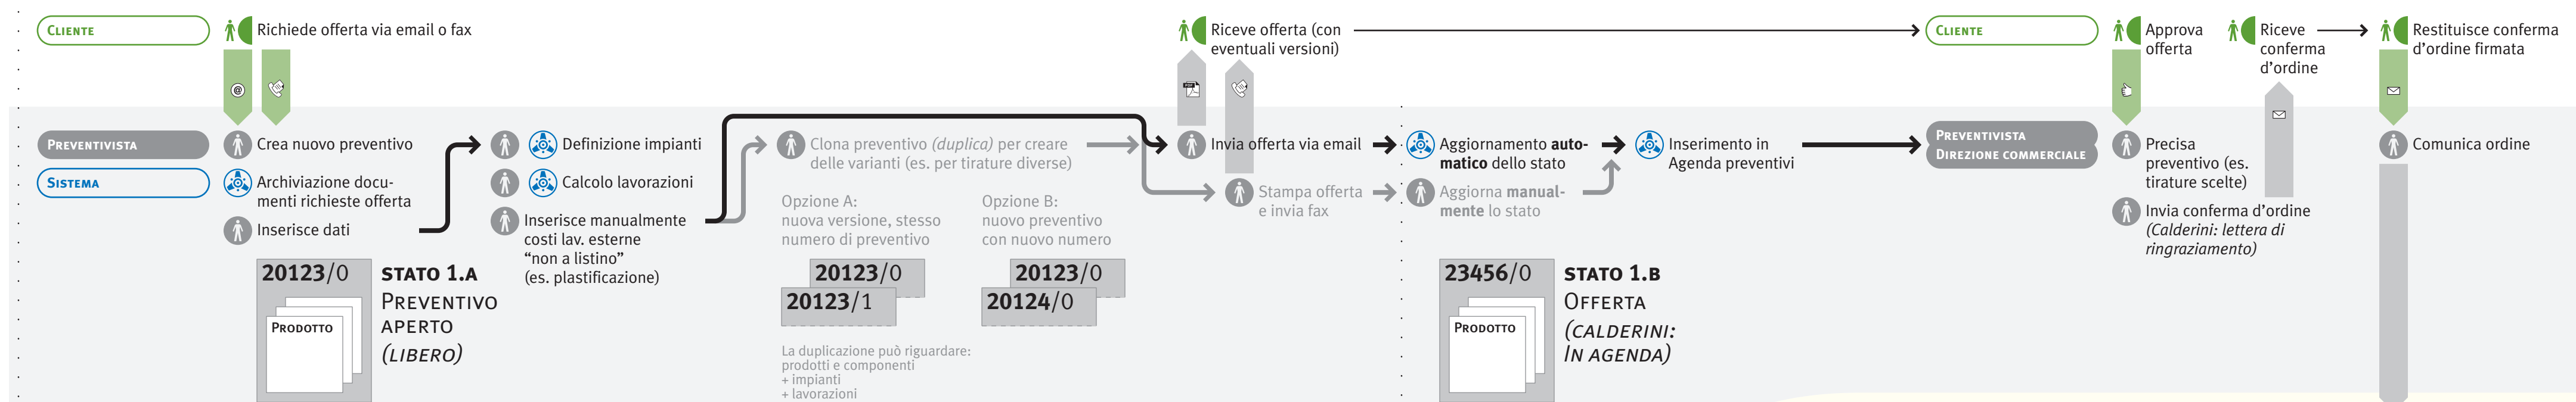 CLIENTE
Richiede offerta via email o fax
Riceve offerta (con
eventuali versioni)
CLIENTE
Approva
offerta
Riceve
conferma
d'ordine
Restituisce conferma
d'ordine firmata
PREVENTIVISTA
SISTEMA
Crea nuovo preventivo
Archiviazione docu-
menti richieste offerta
Inserisce dati
20123/0
PRODOTTO
STATO 1.A
PREVENTIVO
APERTO
(LIBERO)
Definizione impianti
Calcolo lavorazioni
Inserisce manualmente
costi lav. esterne
“non a listino”
(es. plastificazione)
Clona preventivo (duplica) per creare
delle varianti (es. per tirature diverse)
Opzione A:
nuova versione, stesso
numero di preventivo
20123/0
20123/1
Opzione B:
nuovo preventivo
con nuovo numero
20123/0
20124/0
La duplicazione può riguardare:
prodotti e componenti
+ impianti
+ lavorazioni
Invia offerta via email
Stampa offerta
e invia fax
Aggiornamento auto-
matico dello stato
Aggiorna manual-
mente lo stato
Inserimento in
Agenda preventivi
23456/0
PRODOTTO
STATO 1.B
OFFERTA
(CALDERINI:
IN AGENDA)
PREVENTIVISTA
DIREZIONE COMMERCIALE
Precisa
preventivo (es.
tirature scelte)
Invia conferma d'ordine
(Calderini: lettera di
ringraziamento)
Comunica ordine